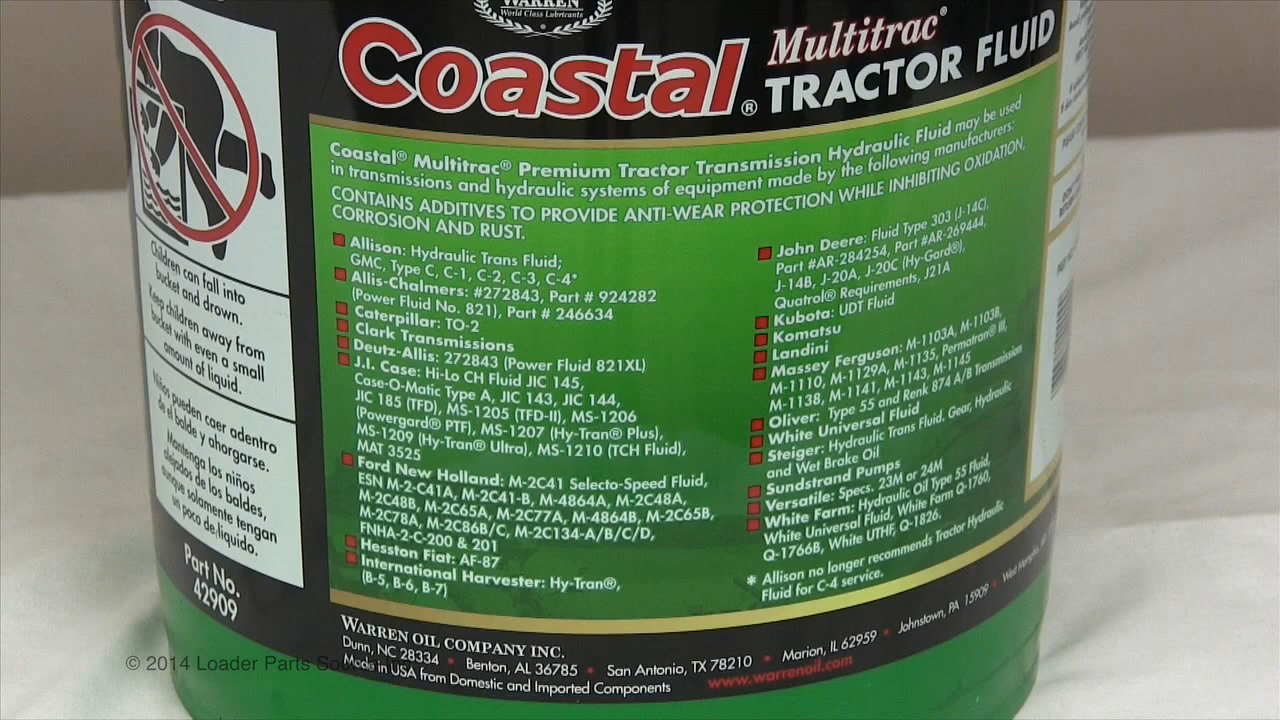 WARREN
World Class Lubricants
Coastal® Multitrac®
TRACTOR FLUID
Coastal® Multitrac® Premium Tractor Transmission Hydraulic Fluid may be used
in transmissions and hydraulic systems of equipment made by the following manufacturers:
CONTAINS ADDITIVES TO PROVIDE ANTI-WEAR PROTECTION WHILE INHIBITING OXIDATION,
CORROSION AND RUST.
Allison: Hydraulic Trans Fluid;
GMC, Type C, C-1, C-2, C-3, C-4*
Allis-Chalmers: #272843, Part # 924282
(Power Fluid No. 821), Part # 246634
Caterpillar: TO-2
Clark Transmissions
Deutz-Allis: 272843 (Power Fluid 821XL)
J.I. Case: Hi-Lo CH Fluid JIC 145,
Case-O-Matic Type A, JIC 143, JIC 144,
JIC 185 (TFD), MS-1205 (TFD-II), MS-1206
(Powergard® PTF), MS-1207 (Hy-Tran® Plus),
MS-1209 (Hy-Tran® Ultra), MS-1210 (TCH Fluid),
MAT 3525
Ford New Holland: M-2C41 Selecto-Speed Fluid,
ESN M-2-C41A, M-2C41-B, M-4864A, M-2C48A,
M-2C48B, M-2C65A, M-2C77A, M-4864B, M-2C65B,
M-2C78A, M-2C86B/C, M-2C134-A/B/C/D,
FNHA-2-C-200 & 201
Hesston Fiat: AF-87
International Harvester: Hy-Tran®,
(B-5, B-6, B-7)
John Deere: Fluid Type 303 (J-14C),
Part #AR-284254, Part #AR-269444,
J-14B, J-20A, J-20C (Hy-Gard®),
Quatrol® Requirements, J21A
Kubota: UDT Fluid
Komatsu
Landini
Massey Ferguson: M-1103A, M-1103B,
M-1110, M-1129A, M-1135, Permatran® III,
M-1138, M-1141, M-1143, M-1145
Oliver: Type 55 and Renk 874 A/B Transmission
White Universal Fluid
Steiger: Hydraulic Trans Fluid, Gear, Hydraulic
and Wet Brake Oil
Sundstrand Pumps
Versatile: Specs. 23M or 24M
White Farm: Hydraulic Oil Type 55 Fluid,
White Universal Fluid, White Farm Q-1760,
Q-1766B, White UTHF, Q-1826.
* Allison no longer recommends Tractor Hydraulic
Fluid for C-4 service.
Children can fall into
bucket and drown.
Keep children away from
bucket with even a small
amount of liquid.
Niños pueden caer adentro
de el balde y ahorgarse.
Mantenga los niños
alejados de los baldes,
aunque solamente tengan
un poco de liquido.
Part No.
42909
WARREN OIL COMPANY INC.
Dunn, NC 28334 • Benton, AL 36785 • San Antonio, TX 78210 • Marion, IL 62959 • Johnstown, PA 15909 • West Memphis,
Made in USA from Domestic and Imported Components
www.warrenoil.com
© 2014 Loader Parts